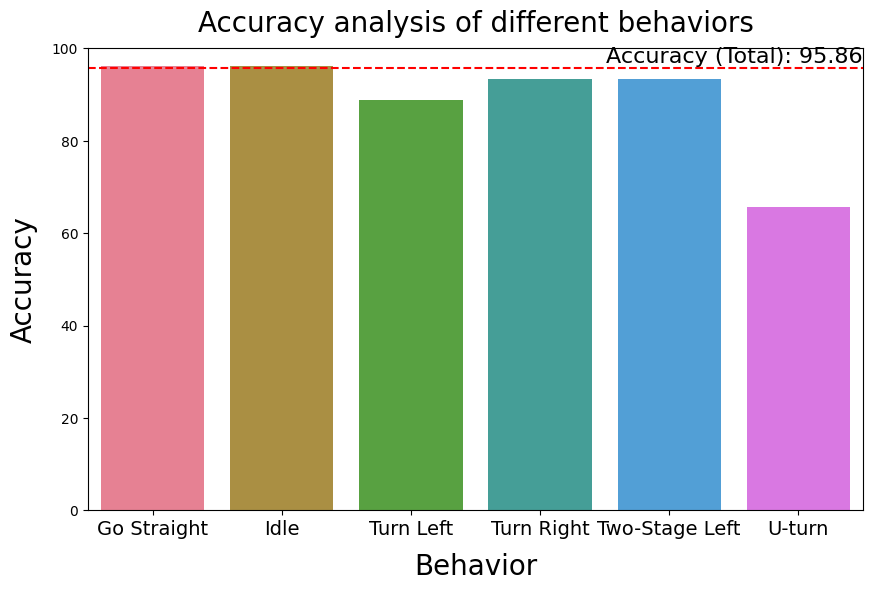 Accuracy analysis of different behaviors
Accuracy (Total): 95.86
100
80
60
40
20
0
Accuracy
Go Straight Idle Turn Left Turn Right Two-Stage Left U-turn
Behavior